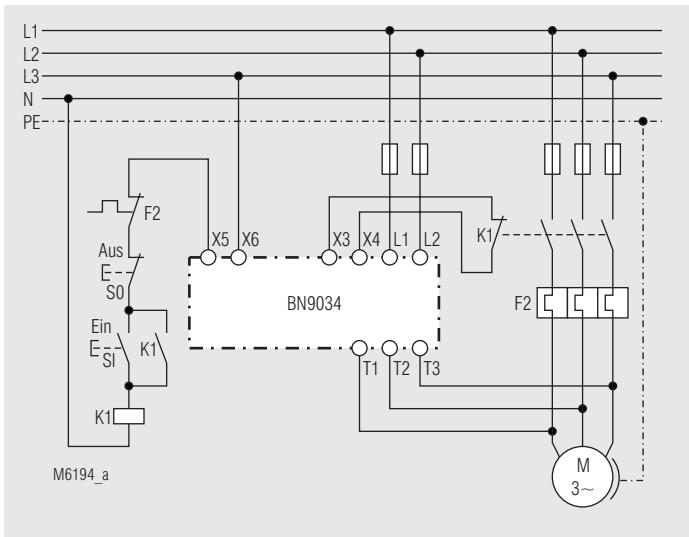 L1
L2
L3
N
PE
F2
X5 X6 X3 X4 L1 L2
K1
Aus
S0
BN9034
F2
Ein
SI
K1
T1 T2 T3
K1
M6194_a
M
3~